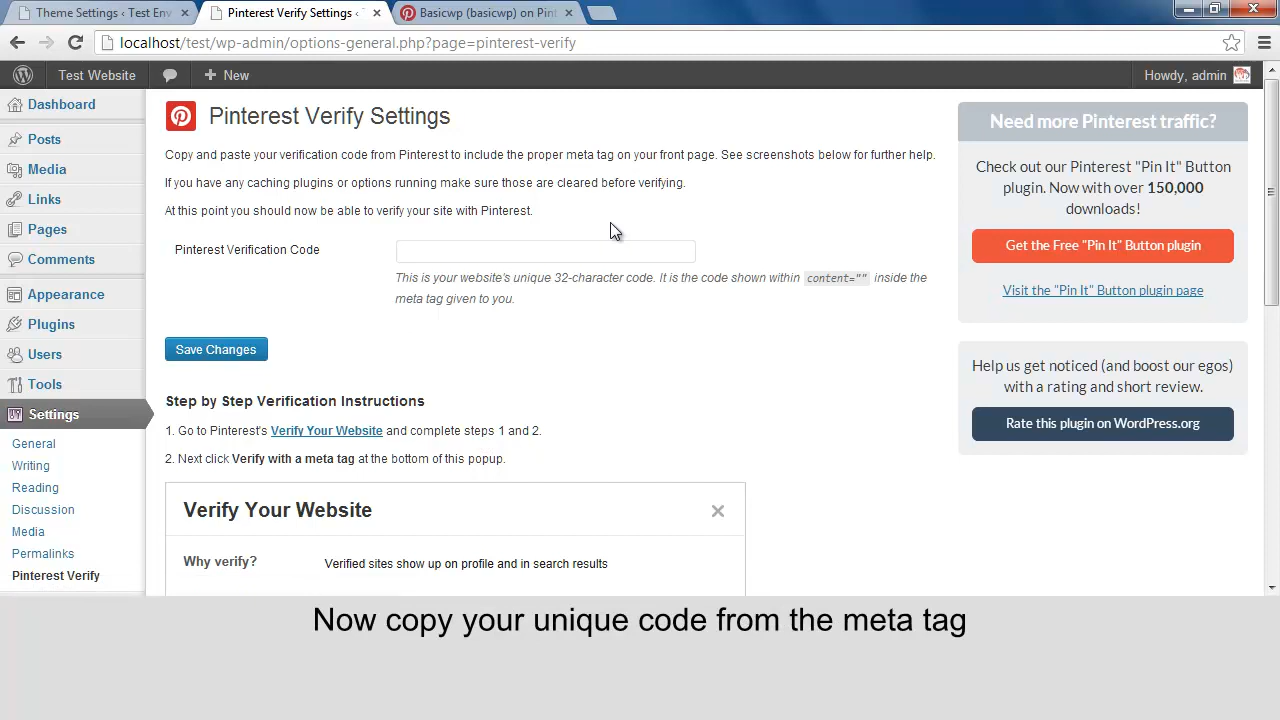 Theme Settings ‹ Test Env
Pinterest Verify Settings ‹
Basicwp (basicwp) on Pin
localhost/test/wp-admin/options-general.php?page=pinterest-verify
Test Website
New
Howdy, admin
Dashboard
Posts
Media
Links
Pages
Comments
Appearance
Plugins
Users
Tools
Settings
General
Writing
Reading
Discussion
Media
Permalinks
Pinterest Verify
Pinterest Verify Settings
Copy and paste your verification code from Pinterest to include the proper meta tag on your front page. See screenshots below for further help.
If you have any caching plugins or options running make sure those are cleared before verifying.
At this point you should now be able to verify your site with Pinterest.
Pinterest Verification Code
This is your website's unique 32-character code. It is the code shown within content="" inside the
meta tag given to you.
Save Changes
Step by Step Verification Instructions
1. Go to Pinterest's Verify Your Website and complete steps 1 and 2.
2. Next click Verify with a meta tag at the bottom of this popup.
Verify Your Website
Why verify?
Verified sites show up on profile and in search results
Need more Pinterest traffic?
Check out our Pinterest "Pin It" Button
plugin. Now with over 150,000
downloads!
Get the Free "Pin It" Button plugin
Visit the "Pin It" Button plugin page
Help us get noticed (and boost our egos)
with a rating and short review.
Rate this plugin on WordPress.org
Now copy your unique code from the meta tag